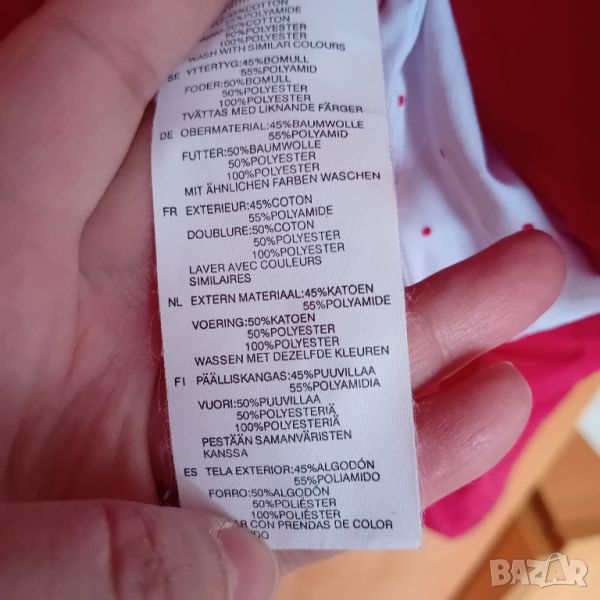 55%POLYAMIDE
50%COTTON
50%POLYESTER
100%POLYESTER
WASH WITH SIMILAR COLOURS
SE YTTERTYG:45%BOMULL
55%POLYAMID
FODER:50%BOMULL
50%POLYESTER
100%POLYESTER
TVÄTTAS MED LIKNANDE FÄRGER
DE OBERMATERIAL:45%BAUMWOLLE
55%POLYAMID
FUTTER:50%BAUMWOLLE
50%POLYESTER
100%POLYESTER
MIT ÄHNLICHEN FARBEN WASCHEN
FR EXTERIEUR:45%COTON
55%POLYAMIDE
DOUBLURE:50%COTON
50%POLYESTER
100%POLYESTER
LAVER AVEC COULEURS
SIMILAIRES
NL EXTERN MATERIAAL:45%KATOEN
55%POLYAMIDE
VOERING:50%KATOEN
50%POLYESTER
100%POLYESTER
WASSEN MET DEZELFDE KLEUREN
FI PÄÄLLISKANGAS:45%PUUVILLAA
55%POLYAMIDIA
VUORI:50%PUUVILLAA
50%POLYESTERIÄ
100%POLYESTERIÄ
PESTÄÄN SAMANVÄRISTEN
KANSSA
ES TELA EXTERIOR:45%ALGODÓN
55%POLIAMIDO
FORRO:50%ALGODÓN
50%POLIÉSTER
100%POLIÉSTER
CON PRENDAS DE COLOR
BAZAR